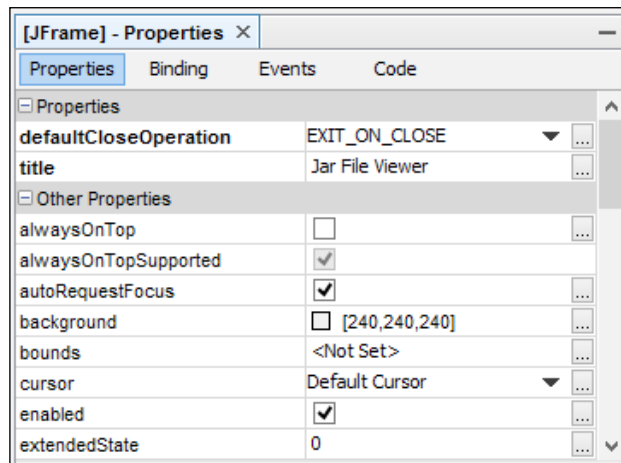 [JFrame] - Properties
Properties Binding Events Code
Properties
defaultCloseOperation EXIT_ON_CLOSE ...
title Jar File Viewer ...
Other Properties
alwaysOnTop ...
alwaysOnTopSupported
autoRequestFocus ...
background [240,240,240] ...
bounds <Not Set> ...
cursor Default Cursor ...
enabled ...
extendedState 0 ...